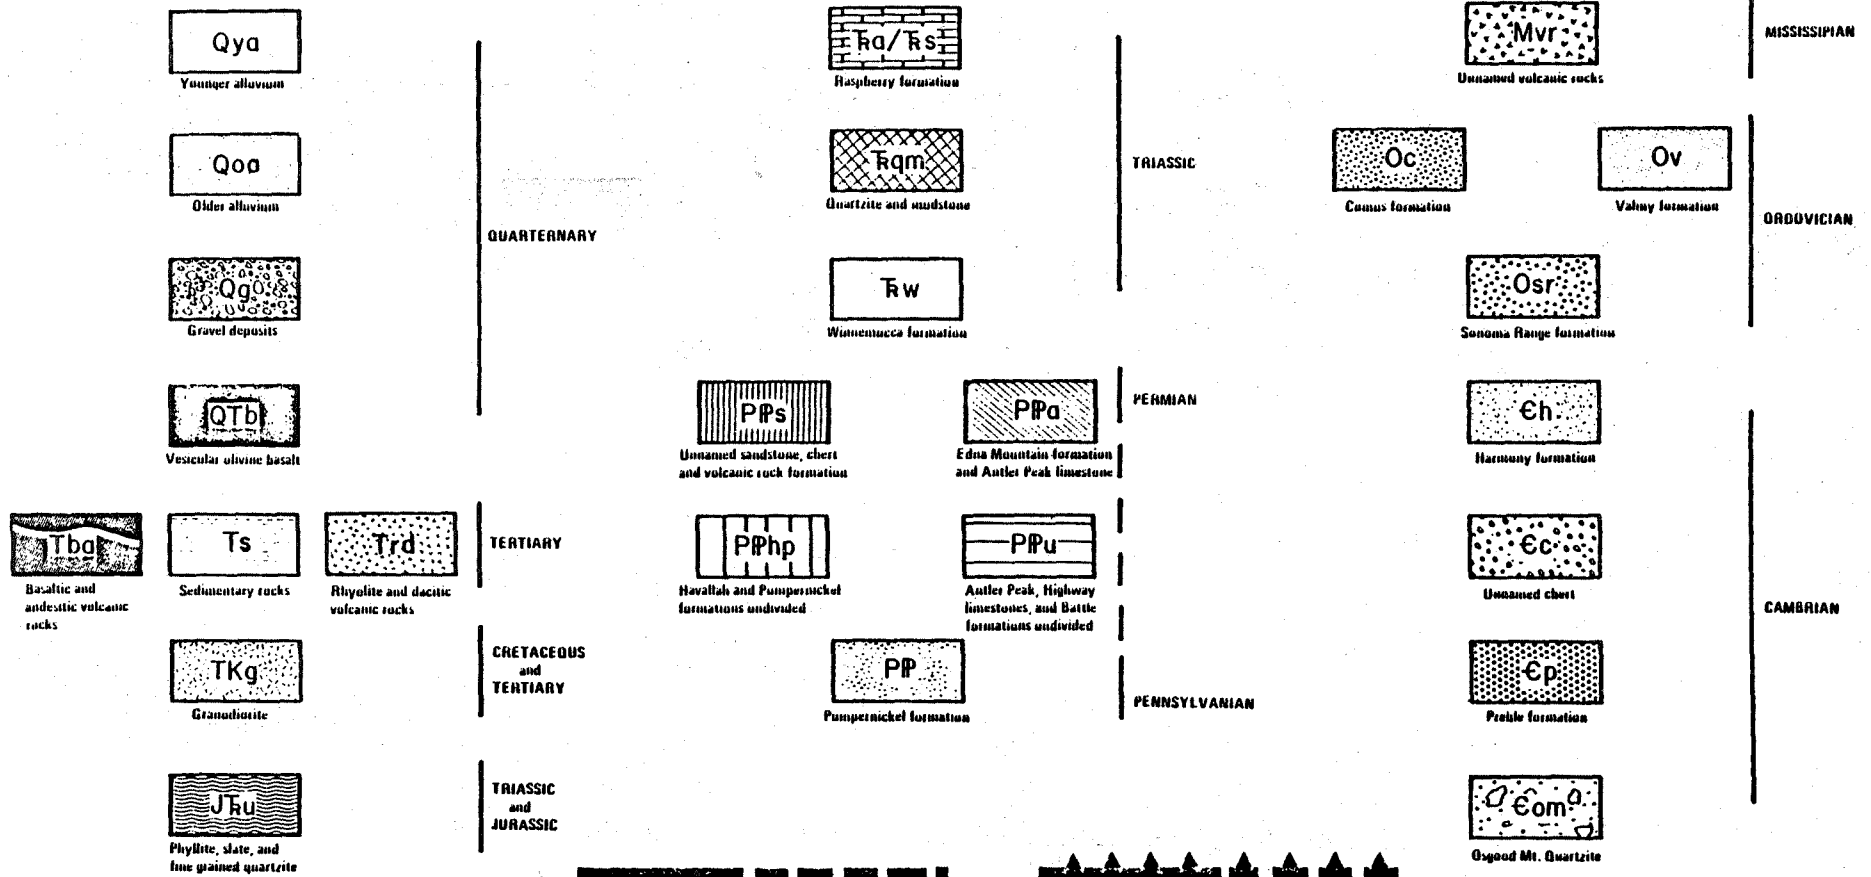 Qya
Younger alluvium
Qoa
Older alluvium
Qg
Gravel deposits
QTb
Vesicular olivine basalt
QUARTERNARY
Tba
Basaltic and
andesitic volcanic
rocks
Ts
Sedimentary rocks
Trd
Rhyolite and dacitic
volcanic rocks
TERTIARY
TKg
Granodiorite
CRETACEOUS
and
TERTIARY
JTRu
Phyllite, slate, and
fine grained quartzite
TRIASSIC
and
JURASSIC
TRa/TRs
Raspberry formation
TRqm
Quartzite and mudstone
TRw
Winnemucca formation
TRIASSIC
PPs
Unnamed sandstone, chert
and volcanic rock formation
PPa
Edna Mountain formation
and Antler Peak limestone
PERMIAN
PPhp
Havallah and Pumpernickel
formations undivided
PPu
Antler Peak, Highway
limestones, and Battle
formations undivided
PP
Pumpernickel formation
PENNSYLVANIAN
Mvr
Unnamed volcanic rocks
MISSISSIPIAN
Oc
Comus formation
Ov
Valmy formation
Osr
Sonoma Range formation
ORDOVICIAN
Єh
Harmony formation
Єc
Unnamed chert
Єp
Preble formation
Єom
Osgood Mt. Quartzite
CAMBRIAN